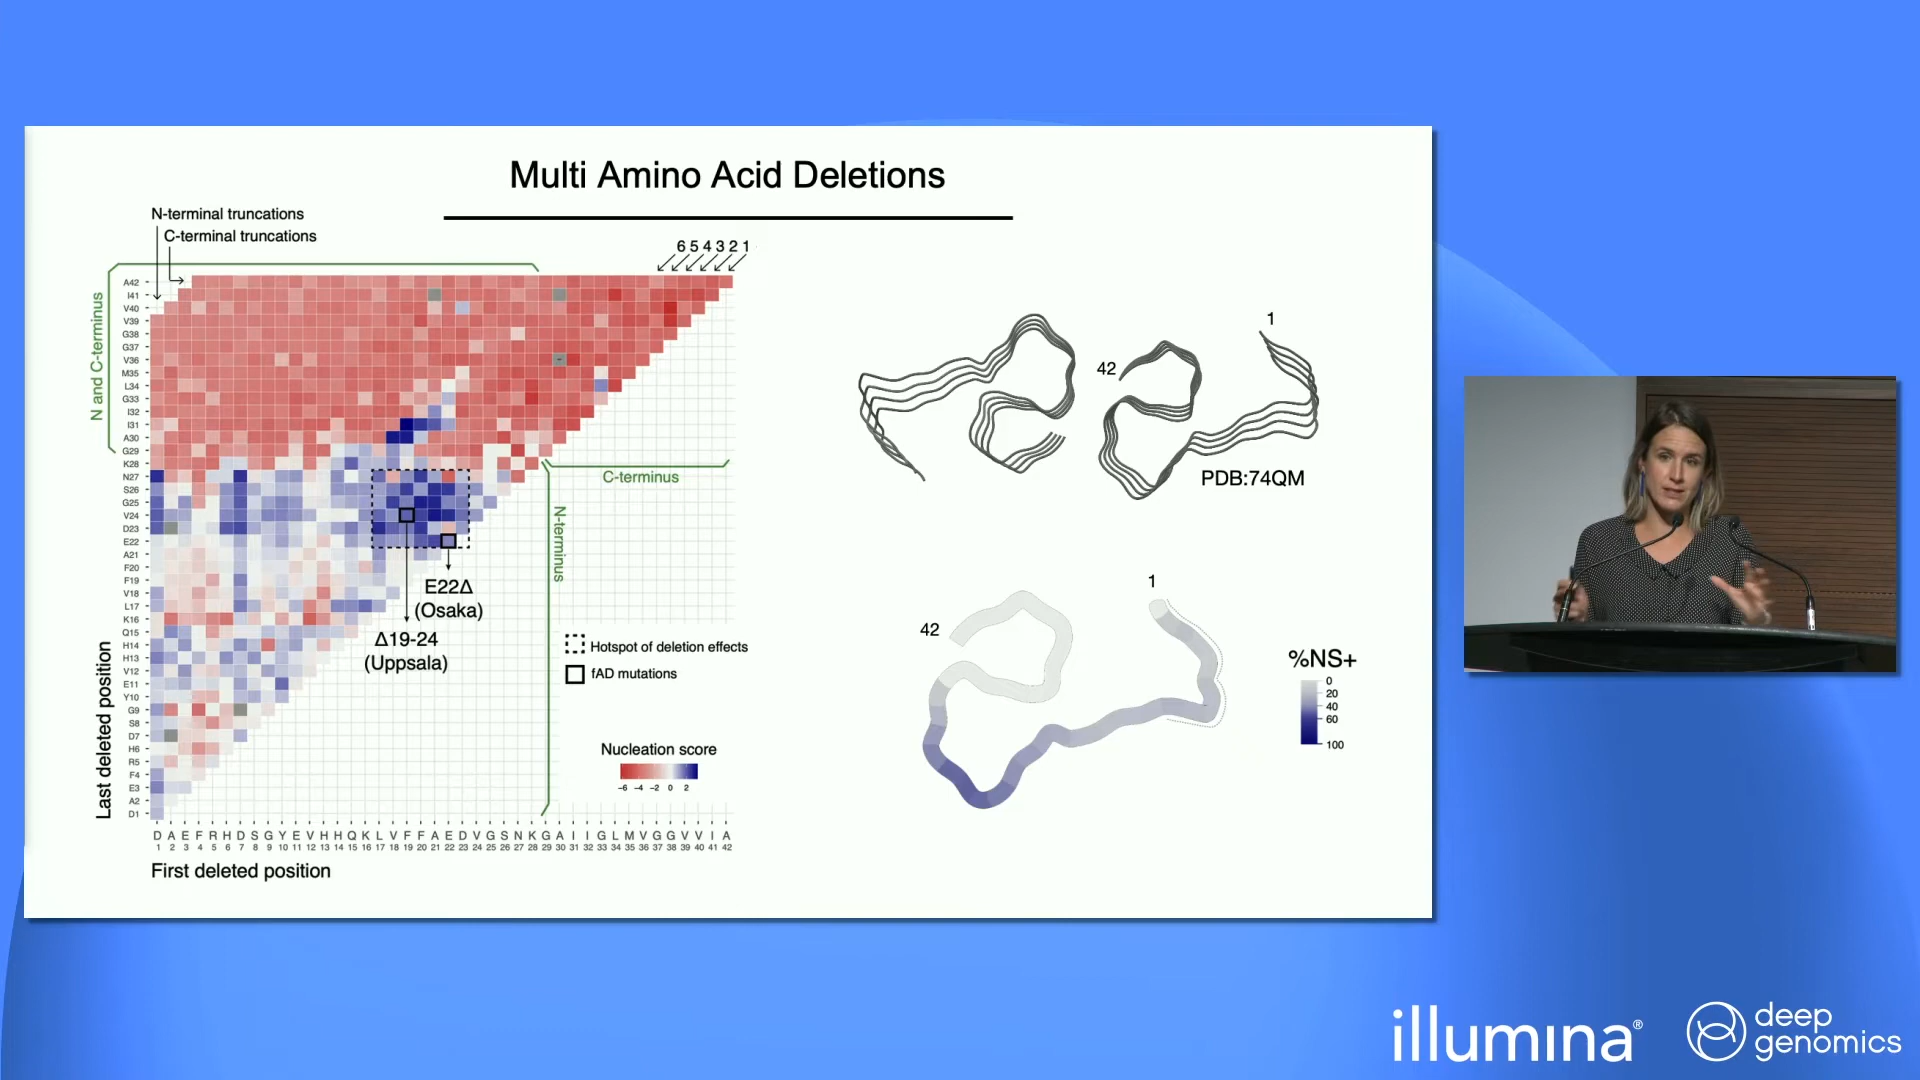 Multi Amino Acid Deletions
N-terminal truncations
C-terminal truncations
6 5 4 3 2 1
N and C-terminus
A42
I41
V40
V39
G38
G37
V36
M35
L34
G33
I32
I31
A30
G29
K28
N27
S26
G25
V24
D23
E22
A21
F20
F19
V18
L17
K16
Q15
H14
H13
V12
E11
Y10
G9
S8
D7
H6
R5
F4
E3
A2
D1
Last deleted position
C-terminus
N-terminus
E22Δ
(Osaka)
Δ19-24
(Uppsala)
Hotspot of deletion effects
fAD mutations
Nucleation score
-6 -4 -2 0 2
D A E F R H D S G Y E V H H Q K L V F F A E D V G S N K G A I I G L M V G G V V I A
1 2 3 4 5 6 7 8 9 10 11 12 13 14 15 16 17 18 19 20 21 22 23 24 25 26 27 28 29 30 31 32 33 34 35 36 37 38 39 40 41 42
First deleted position
1
42
PDB:74QM
1
42
%NS+
0
20
40
60
100
illumina®
deep
genomics